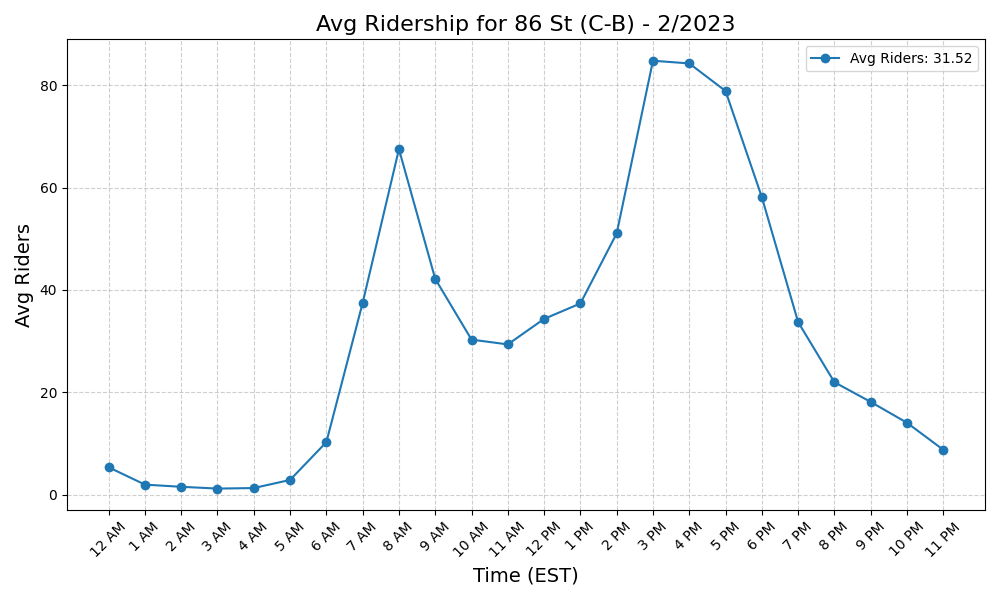 Avg Ridership for 86 St (C-B) - 2/2023
Avg Riders: 31.52
Avg Riders
80
60
40
20
0
12 AM
1 AM
2 AM
3 AM
4 AM
5 AM
6 AM
7 AM
8 AM
9 AM
10 AM
11 AM
12 PM
1 PM
2 PM
3 PM
4 PM
5 PM
6 PM
7 PM
8 PM
9 PM
10 PM
11 PM
Time (EST)